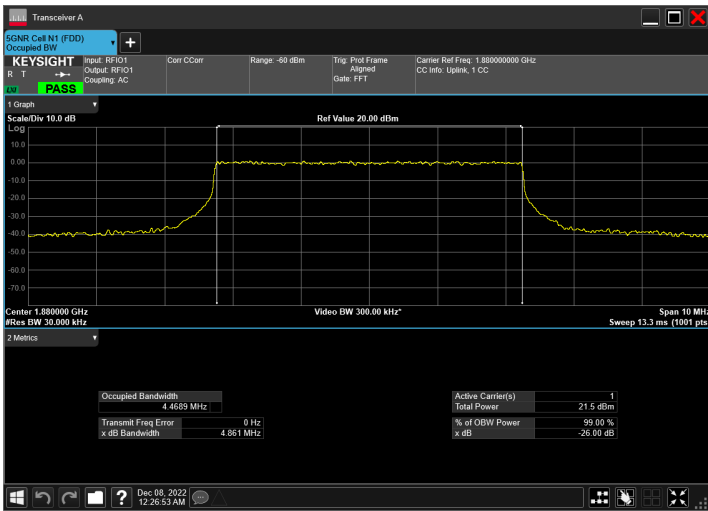 Transceiver A
5GNR Cell N1 (FDD)
Occupied BW
KEYSIGHT
R T
PASS
Input: RFIO1
Output: RFIO1
Coupling: AC
Corr CCorr
Range: -60 dBm
Trig: Prot Frame
Aligned
Gate: FFT
Carrier Ref Freq: 1.880000000 GHz
CC Info: Uplink, 1 CC
1 Graph
Scale/Div 10.0 dB
Ref Value 20.00 dBm
Log
10.0
0.00
-10.0
-20.0
-30.0
-40.0
-50.0
-60.0
-70.0
Center 1.880000 GHz
Video BW 300.00 kHz*
Span 10 MHz
#Res BW 30.000 kHz
Sweep 13.3 ms (1001 pts
2 Metrics
Occupied Bandwidth
4.4689 MHz
Transmit Freq Error 0 Hz
x dB Bandwidth 4.861 MHz
Active Carrier(s) 1
Total Power 21.5 dBm
% of OBW Power 99.00 %
x dB -26.00 dB
?
Dec 08, 2022
12:26:53 AM